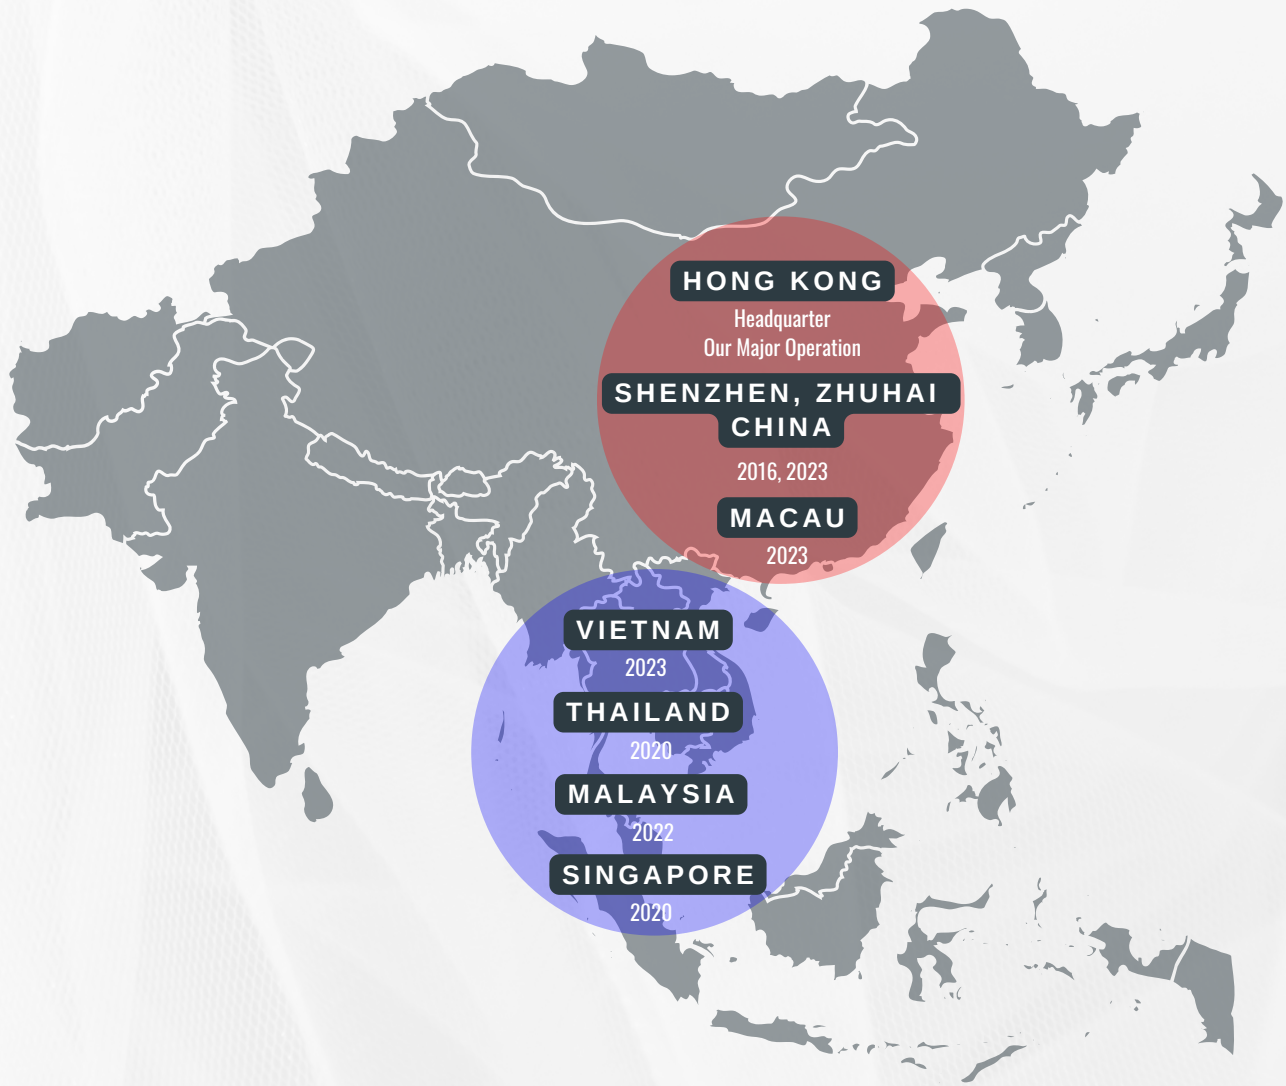 HONG KONG
Headquarter
Our Major Operation
SHENZHEN, ZHUHAI
CHINA
2016, 2023
MACAU
2023
VIETNAM
2023
THAILAND
2020
MALAYSIA
2022
SINGAPORE
2020